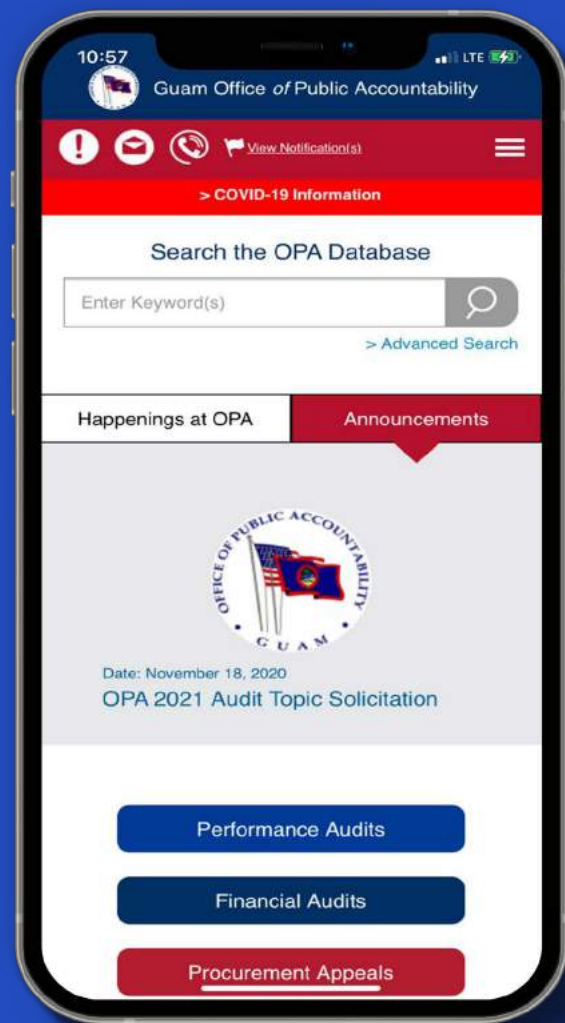 10:57
LTE
Guam Office of Public Accountability
View Notification(s)
> COVID-19 Information
Search the OPA Database
Enter Keyword(s)
> Advanced Search
Happenings at OPA
Announcements
OFFICE OF PUBLIC ACCOUNTABILITY
• GUAM •
Date: November 18, 2020
OPA 2021 Audit Topic Solicitation
Performance Audits
Financial Audits
Procurement Appeals